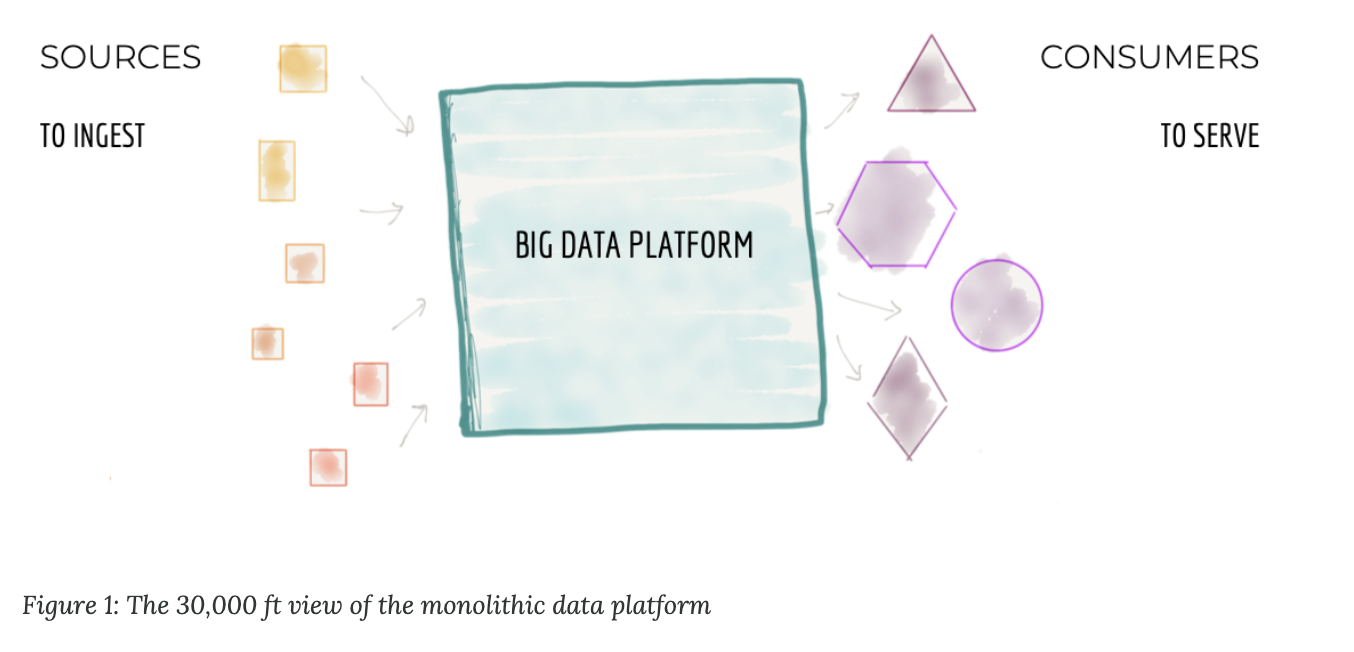 SOURCES
CONSUMERS
TO INGEST
TO SERVE
BIG DATA PLATFORM
Figure 1: The 30,000 ft view of the monolithic data platform